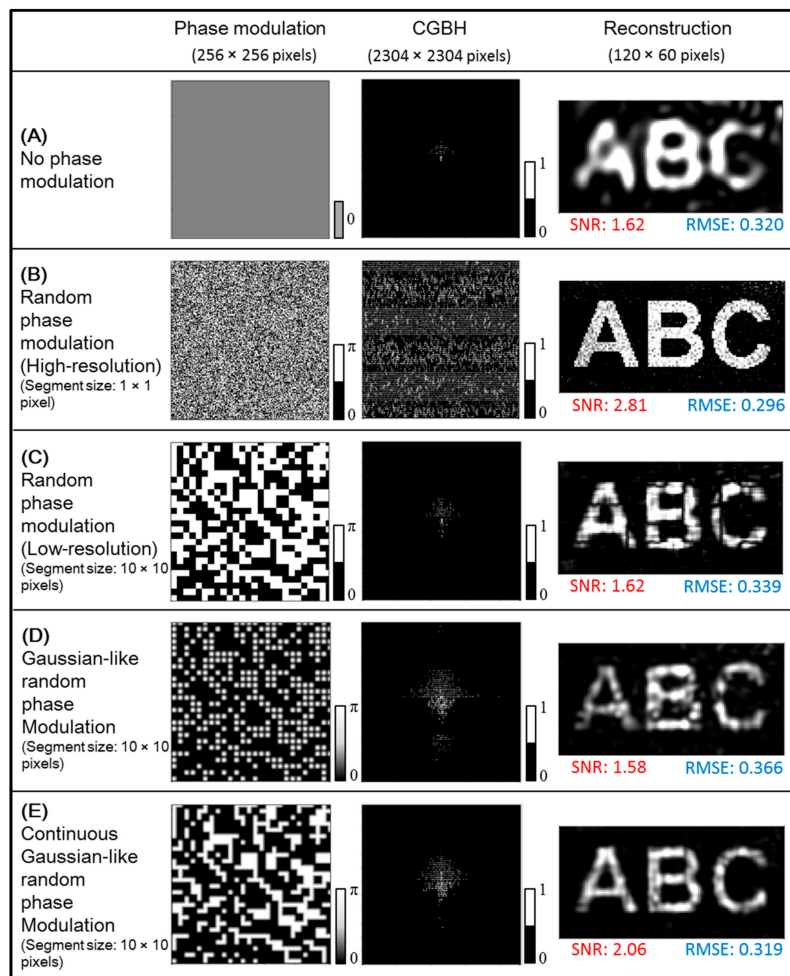 Phase modulation
(256 × 256 pixels)
CGBH
(2304 × 2304 pixels)
Reconstruction
(120 × 60 pixels)
(A)
No phase
modulation
0
1
0
ABC
SNR: 1.62
RMSE: 0.320
(B)
Random
phase
modulation
(High-resolution)
(Segment size: 1 × 1
pixel)
π
0
1
0
ABC
SNR: 2.81
RMSE: 0.296
(C)
Random
phase
modulation
(Low-resolution)
(Segment size: 10 × 10
pixels)
π
0
1
0
ABC
SNR: 1.62
RMSE: 0.339
(D)
Gaussian-like
random
phase
Modulation
(Segment size: 10 × 10
pixels)
π
0
1
0
ABC
SNR: 1.58
RMSE: 0.366
(E)
Continuous
Gaussian-like
random
phase
Modulation
(Segment size: 10 × 10
pixels)
π
0
1
0
ABC
SNR: 2.06
RMSE: 0.319